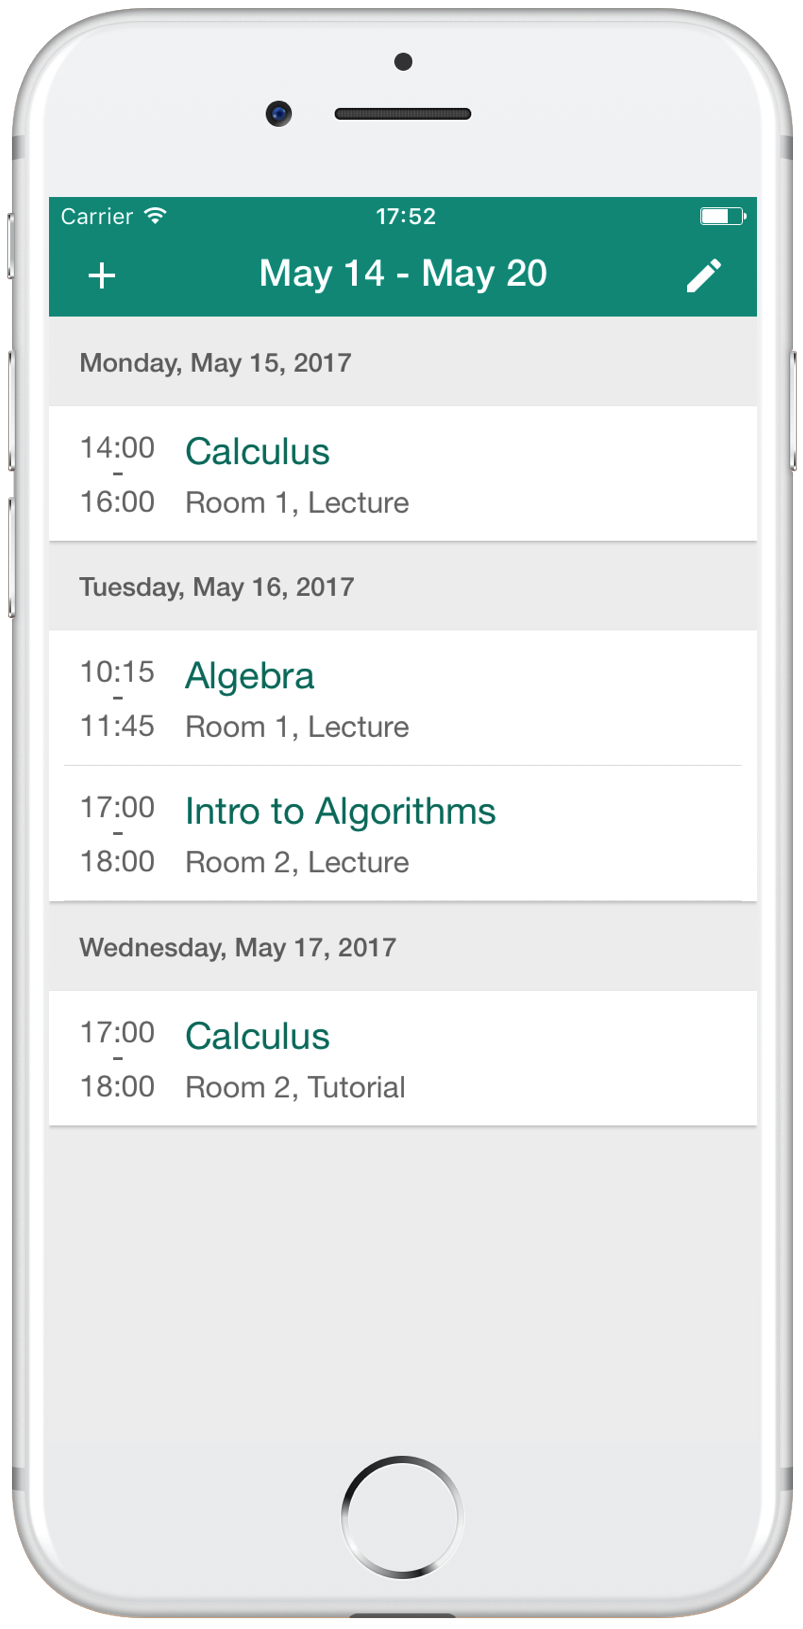 Carrier 17:52
+ May 14 - May 20
Monday, May 15, 2017
14:00 Calculus
-
16:00 Room 1, Lecture
Tuesday, May 16, 2017
10:15 Algebra
-
11:45 Room 1, Lecture
17:00 Intro to Algorithms
-
18:00 Room 2, Lecture
Wednesday, May 17, 2017
17:00 Calculus
-
18:00 Room 2, Tutorial